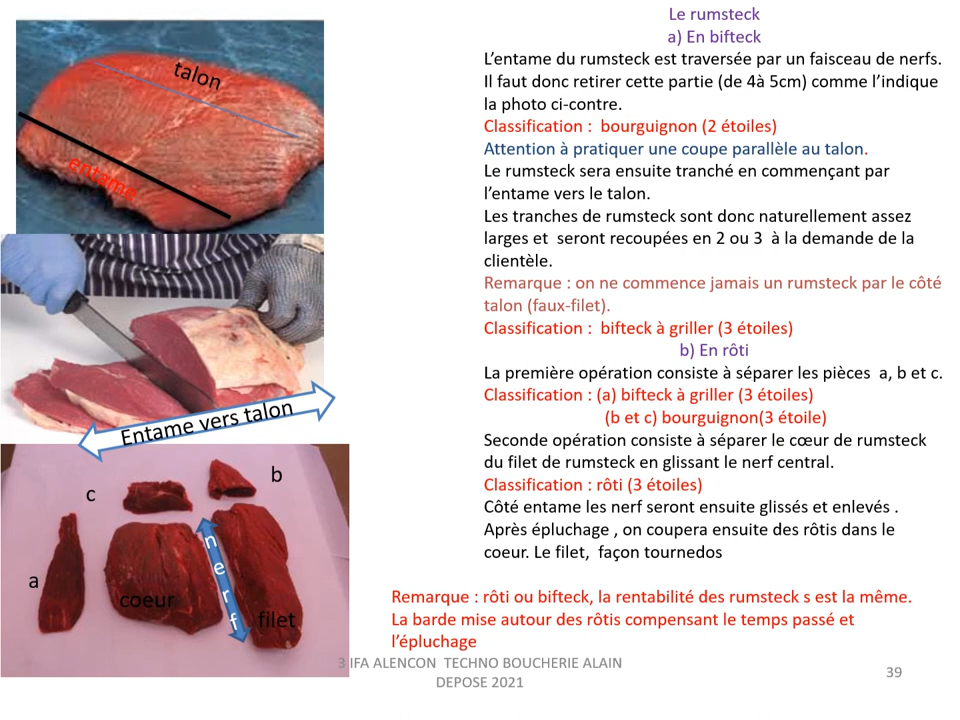 Le rumsteck
a) En bifteck
L’entame du rumsteck est traversée par un faisceau de nerfs.
Il faut donc retirer cette partie (de 4à 5cm) comme l’indique
la photo ci-contre.
Classification :  bourguignon (2 étoiles)
Attention à pratiquer une coupe parallèle au talon.
Le rumsteck sera ensuite tranché en commençant par
l’entame vers le talon.
Les tranches de rumsteck sont donc naturellement assez
larges et  seront recoupées en 2 ou 3  à la demande de la
clientèle.
Remarque : on ne commence jamais un rumsteck par le côté
talon (faux-filet).
Classification :  bifteck à griller (3 étoiles)
b) En rôti
La première opération consiste à séparer les pièces  a, b et c.
Classification : (a) bifteck à griller (3 étoiles)
(b et c) bourguignon(3 étoile)
Seconde opération consiste à séparer le cœur de rumsteck
du filet de rumsteck en glissant le nerf central.
Classification : rôti (3 étoiles)
Côté entame les nerf seront ensuite glissés et enlevés .
Après épluchage , on coupera ensuite des rôtis dans le
coeur. Le filet,  façon tournedos
talon
entame
Entame vers talon
b
c
a
nerf
coeur
filet
Remarque : rôti ou bifteck, la rentabilité des rumsteck s est la même.
La barde mise autour des rôtis compensant le temps passé et
l’épluchage
3 IFA ALENCON  TECHNO BOUCHERIE ALAIN
DEPOSE 2021
39